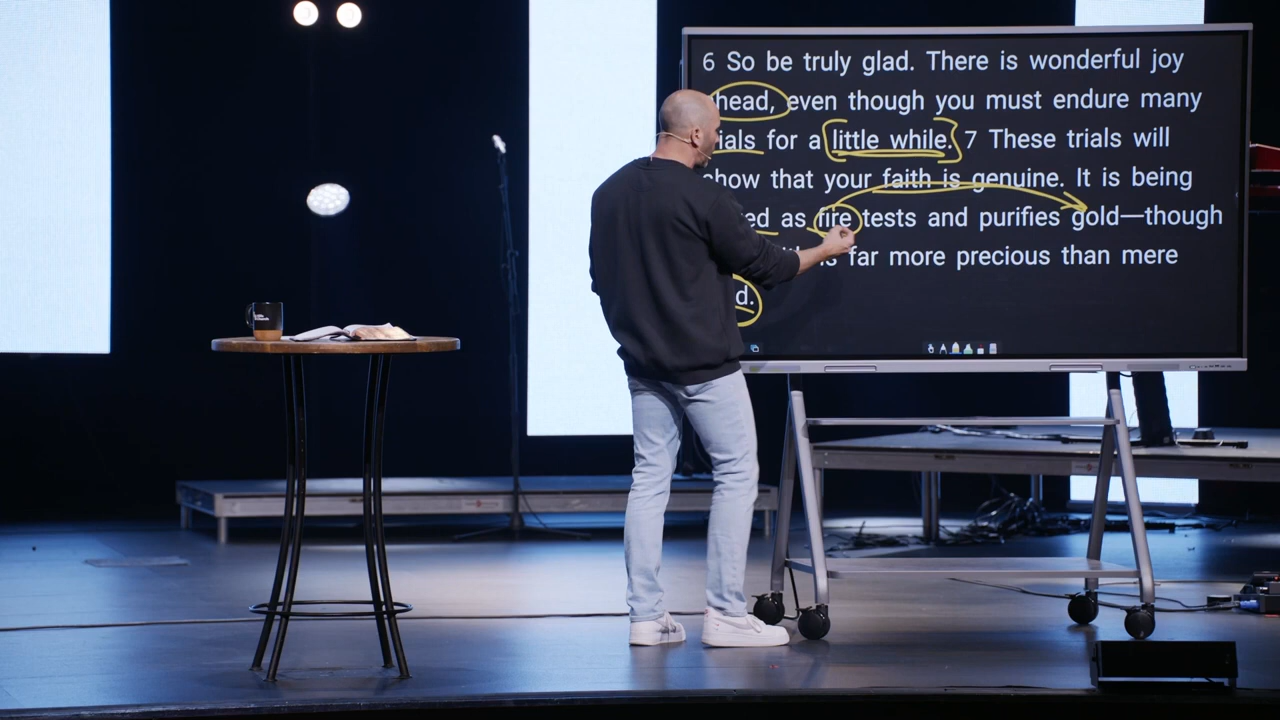 6 So be truly glad. There is wonderful joy
head, even though you must endure many
ials for a little while. 7 These trials will
how that your faith is genuine. It is being
ed as fire tests and purifies gold—though
far more precious than mere
d.